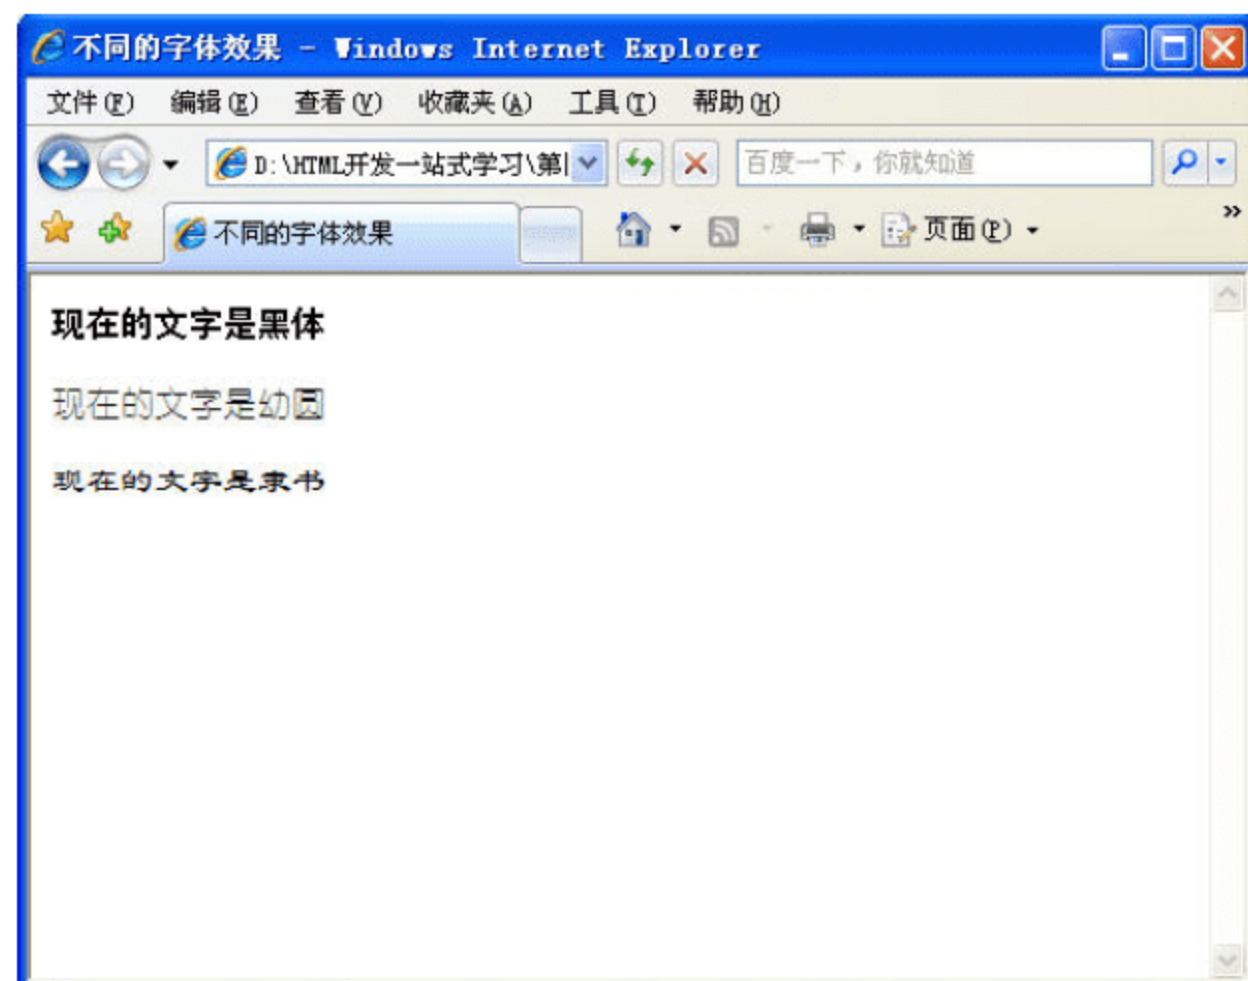 不同的字体效果 - Windows Internet Explorer
文件(F) 编辑(E) 查看(V) 收藏夹(A) 工具(T) 帮助(H)
D:\HTML开发一站式学习\第 百度一下，你就知道
不同的字体效果 页面(P) »
现在的文字是黑体
现在的文字是幼圆
现在的文字是隶书